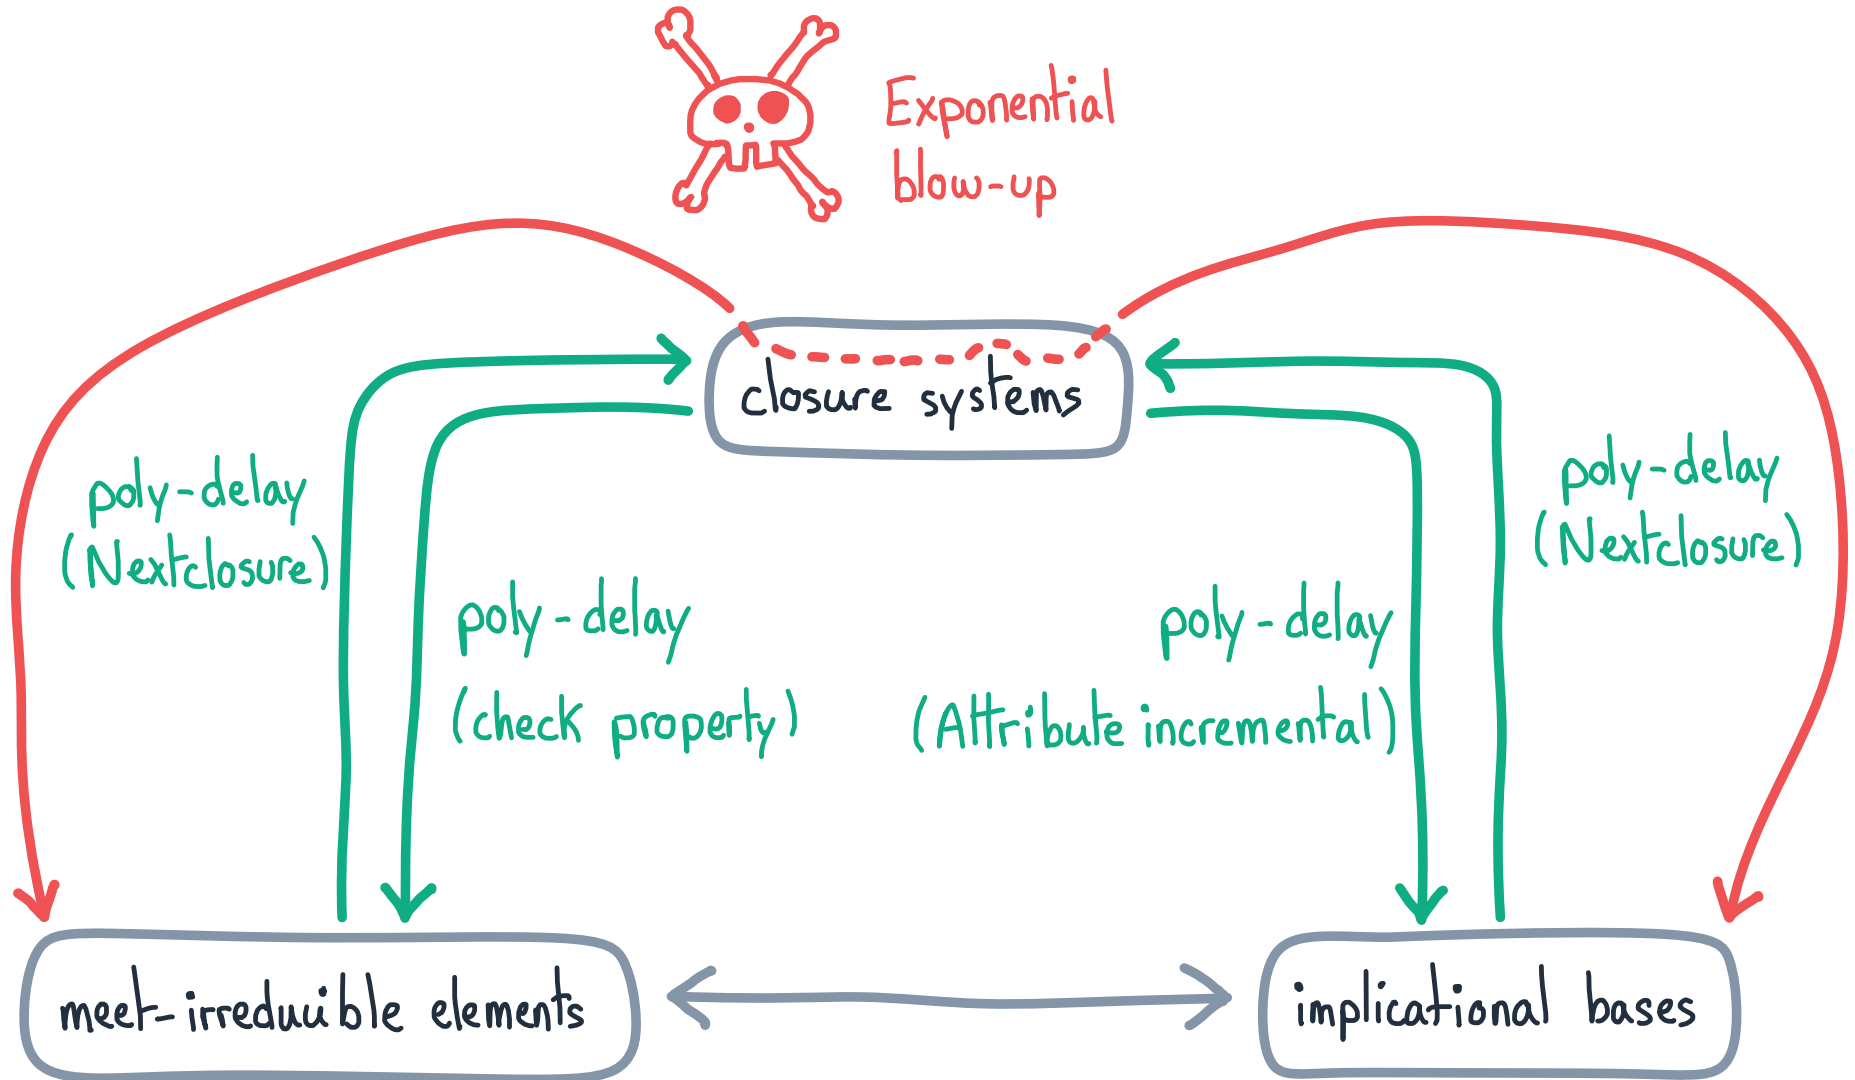 Exponential
blow-up
closure systems
poly-delay
(Nextclosure)
poly-delay
(check property)
poly-delay
(Attribute incremental)
poly-delay
(Nextclosure)
meet-irreduuible elements
implicational bases